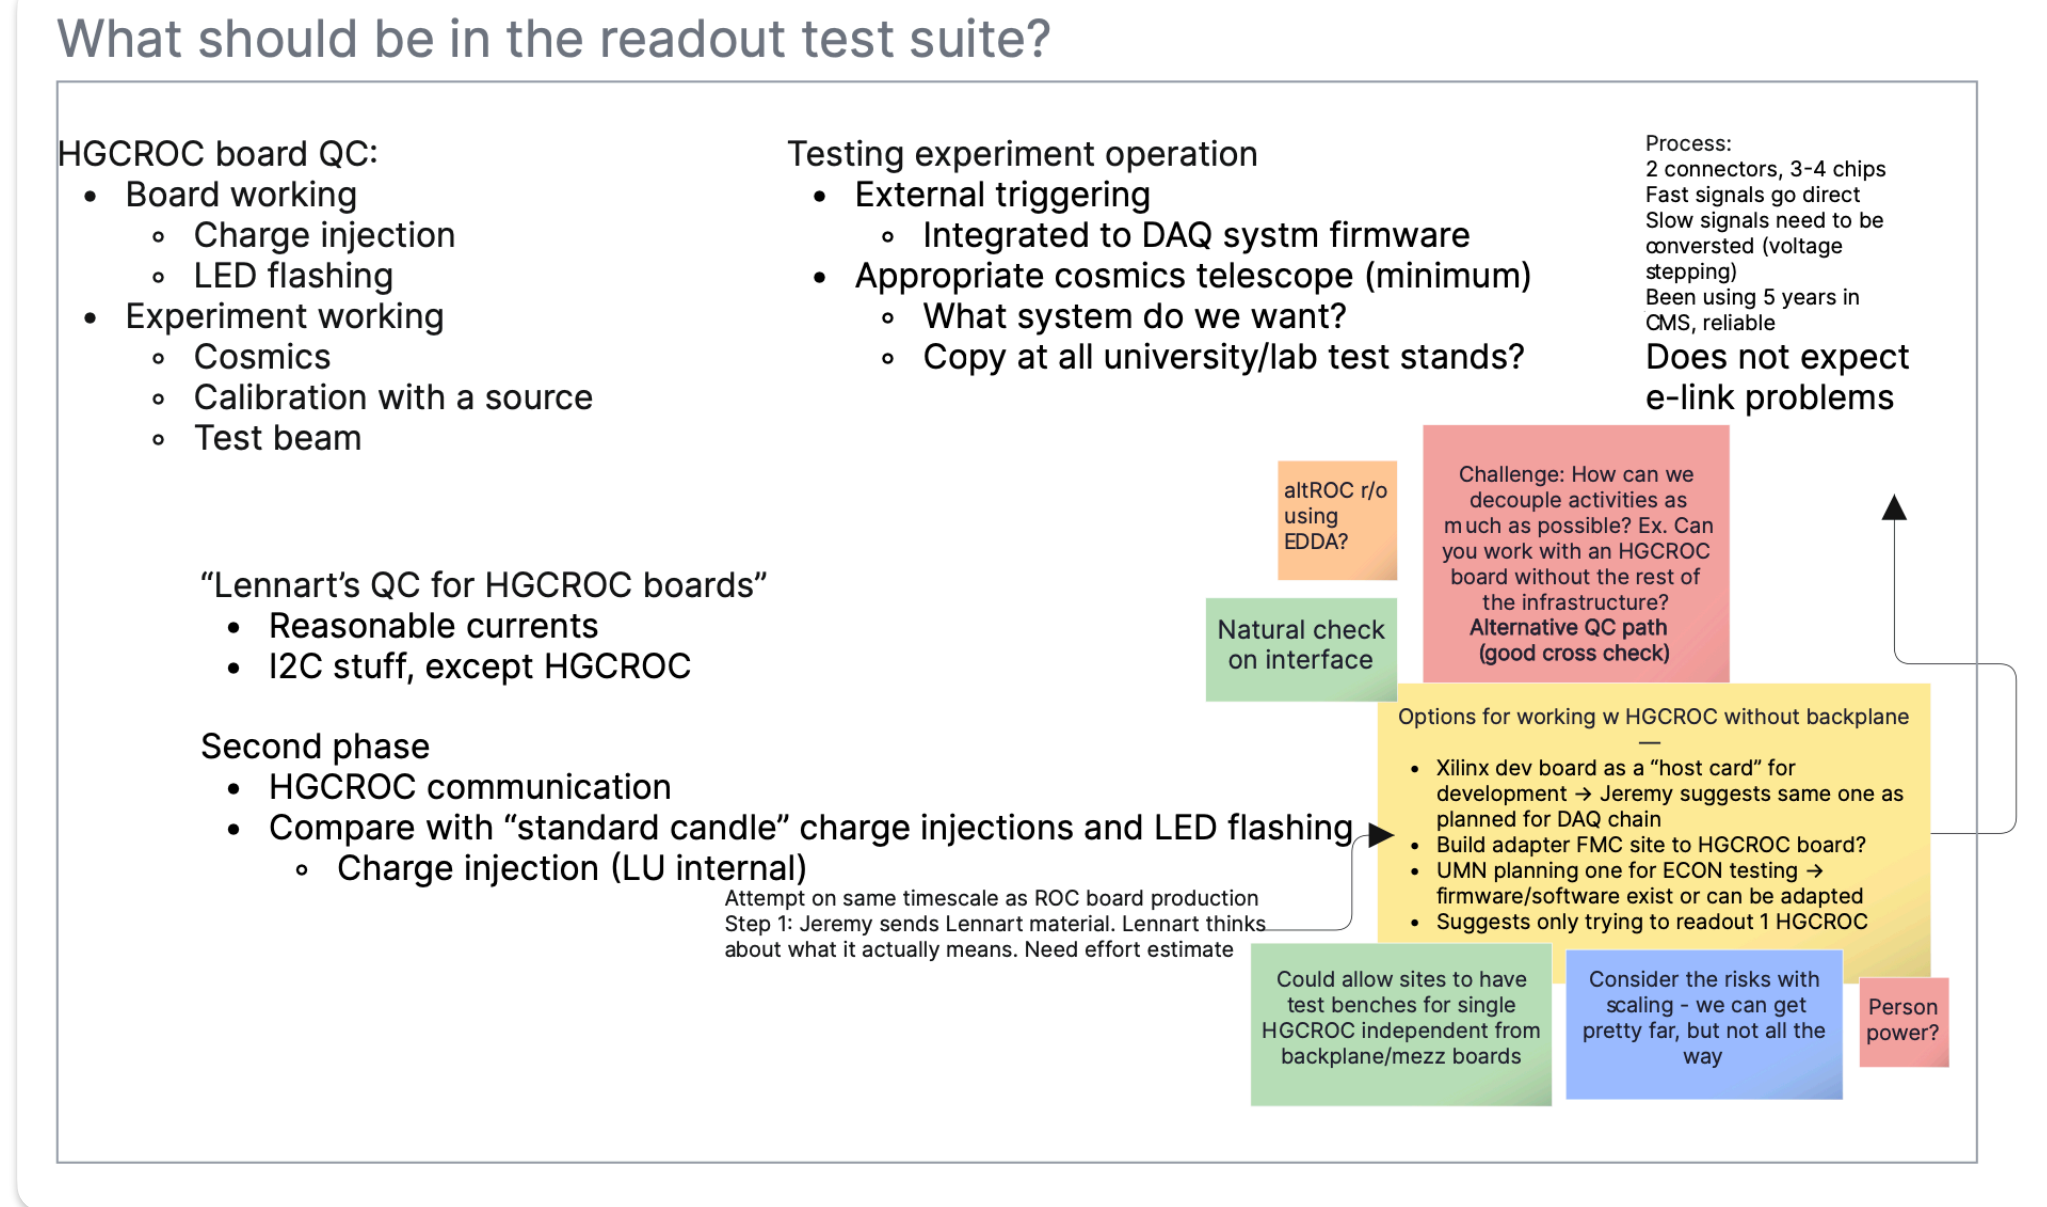 What should be in the readout test suite?
HGCROC board QC:
• Board working
◦ Charge injection
◦ LED flashing
• Experiment working
◦ Cosmics
◦ Calibration with a source
◦ Test beam
Testing experiment operation
• External triggering
◦ Integrated to DAQ systm firmware
• Appropriate cosmics telescope (minimum)
◦ What system do we want?
◦ Copy at all university/lab test stands?
Process:
2 connectors, 3-4 chips
Fast signals go direct
Slow signals need to be
conversted (voltage
stepping)
Been using 5 years in
CMS, reliable
Does not expect
e-link problems
“Lennart’s QC for HGCROC boards”
• Reasonable currents
• I2C stuff, except HGCROC
Second phase
• HGCROC communication
• Compare with “standard candle” charge injections and LED flashing
◦ Charge injection (LU internal)
Attempt on same timescale as ROC board production
Step 1: Jeremy sends Lennart material. Lennart thinks
about what it actually means. Need effort estimate
altROC r/o
using
EDDA?
Natural check
on interface
Challenge: How can we
decouple activities as
much as possible? Ex. Can
you work with an HGCROC
board without the rest of
the infrastructure?
Alternative QC path
(good cross check)
Options for working w HGCROC without backplane
—
• Xilinx dev board as a “host card” for
development → Jeremy suggests same one as
planned for DAQ chain
• Build adapter FMC site to HGCROC board?
• UMN planning one for ECON testing →
firmware/software exist or can be adapted
• Suggests only trying to readout 1 HGCROC
Could allow sites to have
test benches for single
HGCROC independent from
backplane/mezz boards
Consider the risks with
scaling - we can get
pretty far, but not all the
way
Person
power?